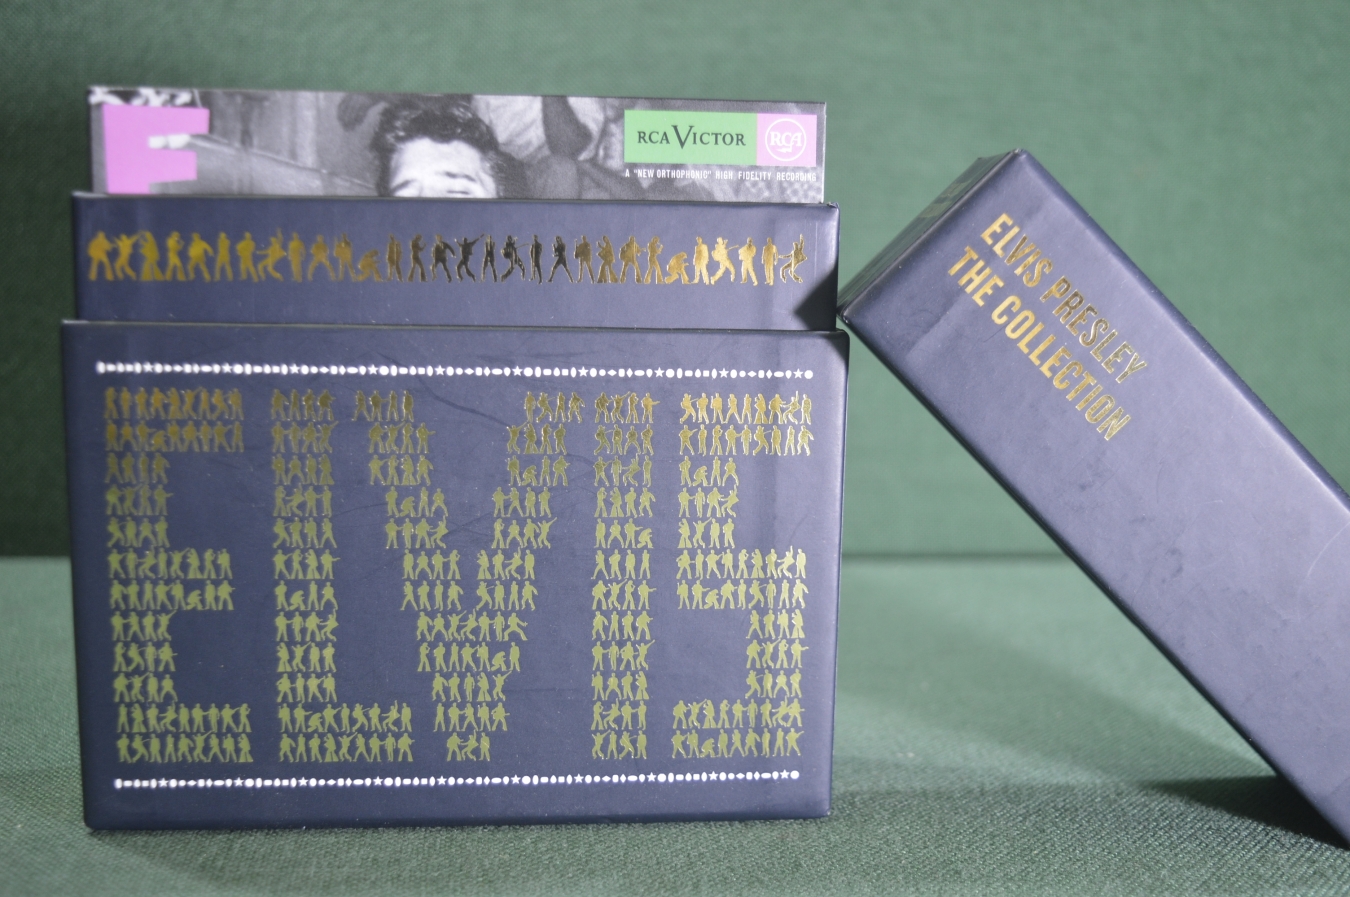 E
RCA VICTOR
RCA
A "NEW ORTHOPHONIC" HIGH FIDELITY RECORDING
ELVIS
ELVIS PRESLEY
THE COLLECTION